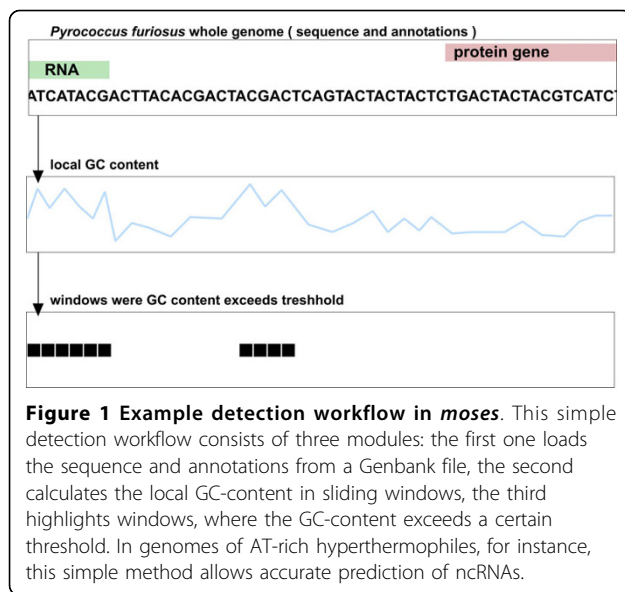 Pyrococcus furiosus whole genome ( sequence and annotations )
protein gene
RNA
ATCATACGACTTACACGACTACGACTCAGTACTACTACTCTGACTACTACGTCATCT
local GC content
windows were GC content exceeds treshhold
Figure 1 Example detection workflow in moses. This simple
detection workflow consists of three modules: the first one loads
the sequence and annotations from a Genbank file, the second
calculates the local GC-content in sliding windows, the third
highlights windows, where the GC-content exceeds a certain
threshold. In genomes of AT-rich hyperthermophiles, for instance,
this simple method allows accurate prediction of ncRNAs.